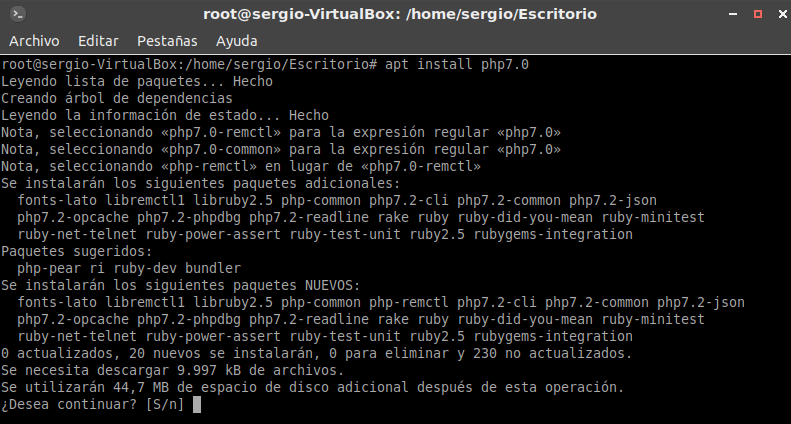 root@sergio-VirtualBox: /home/sergio/Escritorio
Archivo Editar Pestañas Ayuda
root@sergio-VirtualBox:/home/sergio/Escritorio# apt install php7.0
Leyendo lista de paquetes... Hecho
Creando árbol de dependencias
Leyendo la información de estado... Hecho
Nota, seleccionando «php7.0-remctl» para la expresión regular «php7.0»
Nota, seleccionando «php7.0-common» para la expresión regular «php7.0»
Nota, seleccionando «php-remctl» en lugar de «php7.0-remctl»
Se instalarán los siguientes paquetes adicionales:
  fonts-lato libremctl1 libruby2.5 php-common php7.2-cli php7.2-common php7.2-json
  php7.2-opcache php7.2-phpdbg php7.2-readline rake ruby ruby-did-you-mean ruby-minitest
  ruby-net-telnet ruby-power-assert ruby-test-unit ruby2.5 rubygems-integration
Paquetes sugeridos:
  php-pear ri ruby-dev bundler
Se instalarán los siguientes paquetes NUEVOS:
  fonts-lato libremctl1 libruby2.5 php-common php-remctl php7.2-cli php7.2-common php7.2-json
  php7.2-opcache php7.2-phpdbg php7.2-readline rake ruby ruby-did-you-mean ruby-minitest
  ruby-net-telnet ruby-power-assert ruby-test-unit ruby2.5 rubygems-integration
0 actualizados, 20 nuevos se instalarán, 0 para eliminar y 230 no actualizados.
Se necesita descargar 9.997 kB de archivos.
Se utilizarán 44,7 MB de espacio de disco adicional después de esta operación.
¿Desea continuar? [S/n]